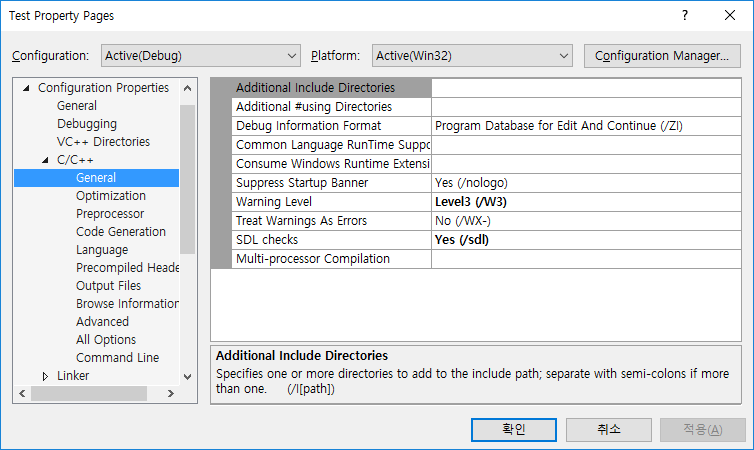 Test Property Pages
? ×
Configuration: Active(Debug) Platform: Active(Win32) Configuration Manager...
Configuration Properties
General
Debugging
VC++ Directories
C/C++
General
Optimization
Preprocessor
Code Generation
Language
Precompiled Heade
Output Files
Browse Information
Advanced
All Options
Command Line
Linker
Additional Include Directories
Additional #using Directories
Debug Information Format Program Database for Edit And Continue (/ZI)
Common Language RunTime Suppo
Consume Windows Runtime Extensi
Suppress Startup Banner Yes (/nologo)
Warning Level Level3 (/W3)
Treat Warnings As Errors No (/WX-)
SDL checks Yes (/sdl)
Multi-processor Compilation
Additional Include Directories
Specifies one or more directories to add to the include path; separate with semi-colons if more
than one. (/I[path])
확인 취소 적용(A)